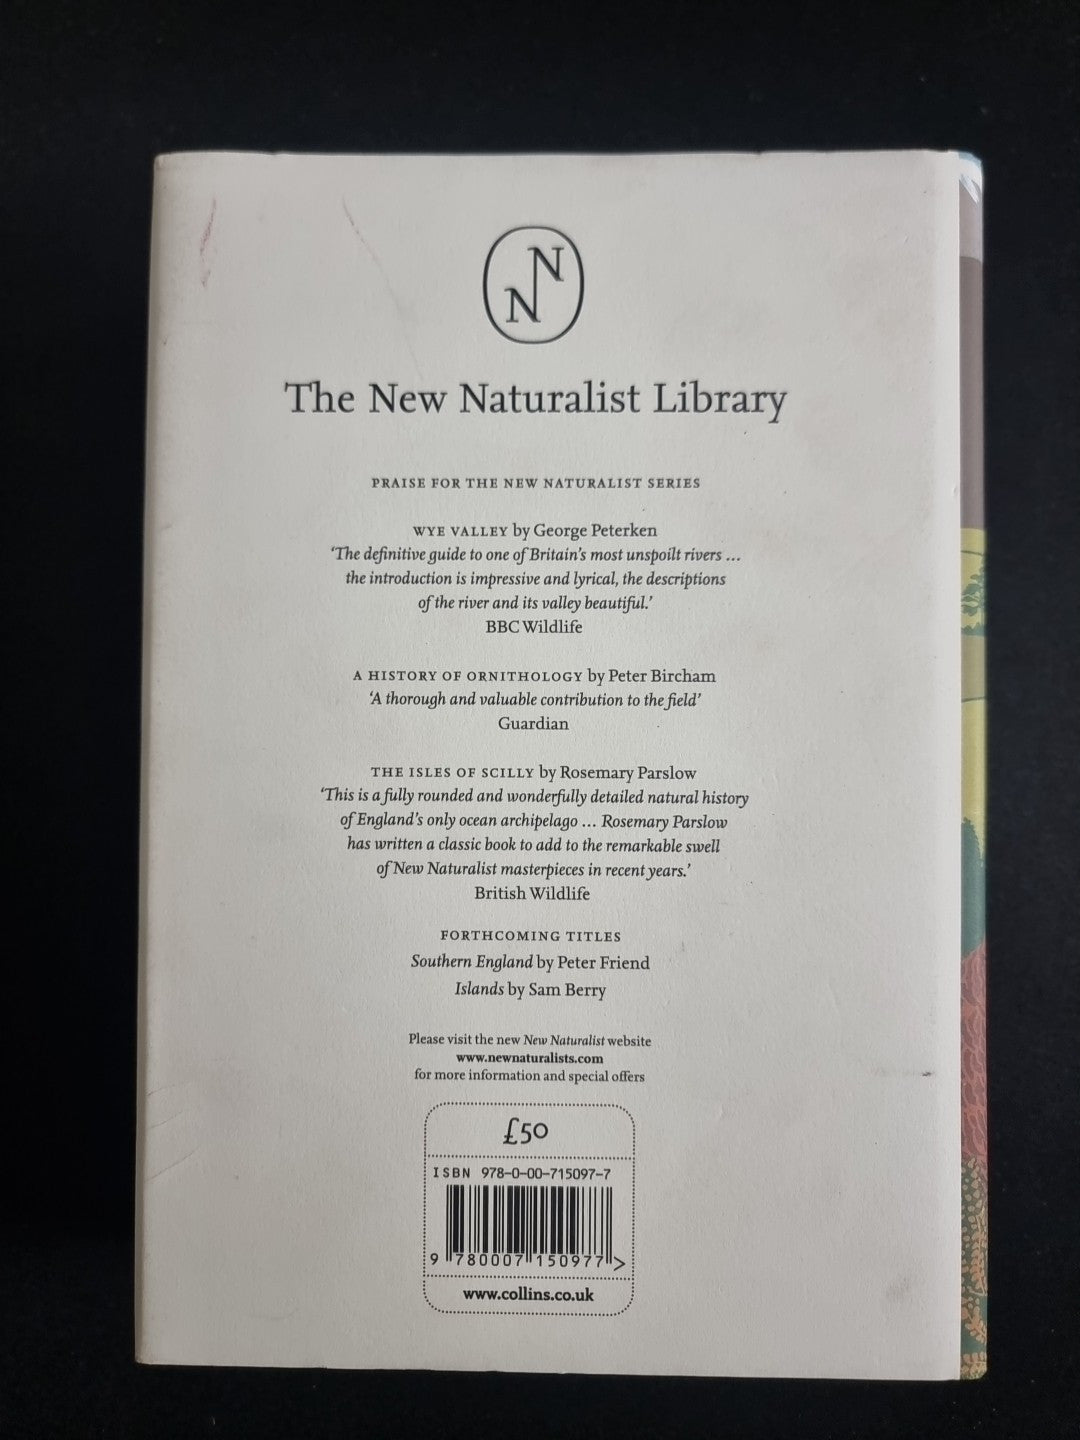 N
N
The New Naturalist Library
PRAISE FOR THE NEW NATURALIST SERIES
WYE VALLEY by George Peterken
‘The definitive guide to one of Britain’s most unspoilt rivers ...
the introduction is impressive and lyrical, the descriptions
of the river and its valley beautiful.’
BBC Wildlife
A HISTORY OF ORNITHOLOGY by Peter Bircham
‘A thorough and valuable contribution to the field’
Guardian
THE ISLES OF SCILLY by Rosemary Parslow
‘This is a fully rounded and wonderfully detailed natural history
of England’s only ocean archipelago ... Rosemary Parslow
has written a classic book to add to the remarkable swell
of New Naturalist masterpieces in recent years.’
British Wildlife
FORTHCOMING TITLES
Southern England by Peter Friend
Islands by Sam Berry
Please visit the new New Naturalist website
www.newnaturalists.com
for more information and special offers
£50
ISBN 978-0-00-715097-7
9 780007 150977 >
www.collins.co.uk